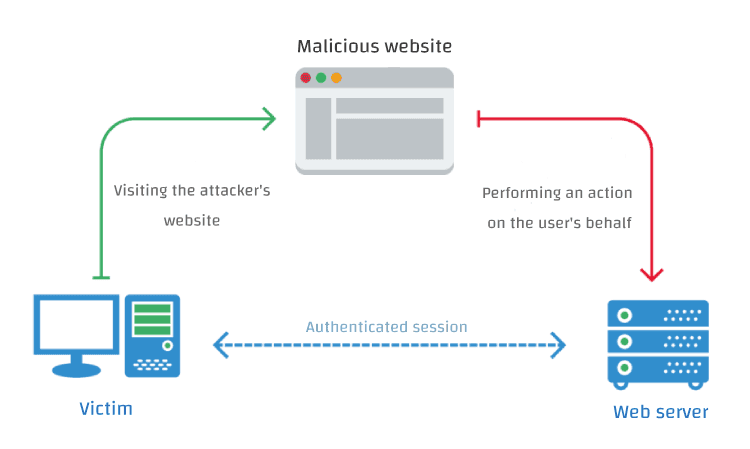 Malicious website
Visiting the attacker's
website
Performing an action
on the user's behalf
Authenticated session
Victim
Web server